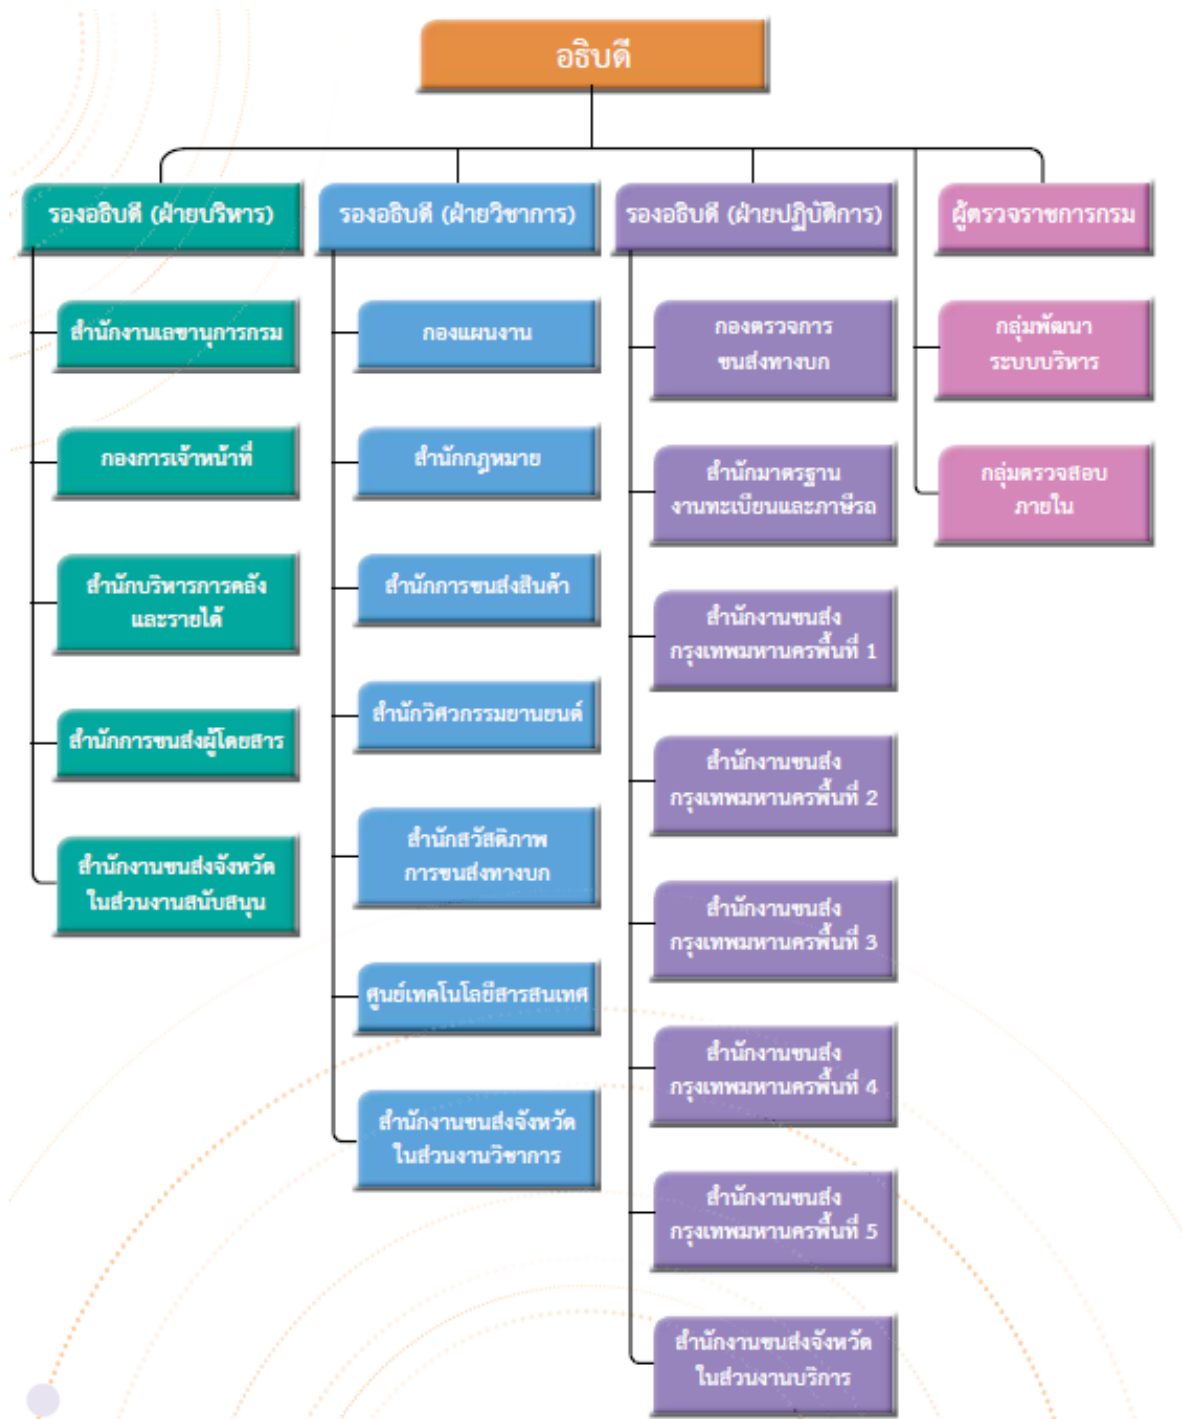 อธิบดี
รองอธิบดี (ฝ่ายบริหาร)
สำนักงานเลขานุการกรม
กองการเจ้าหน้าที่
สำนักบริหารการคลัง
และรายได้
สำนักการขนส่งผู้โดยสาร
สำนักงานขนส่งจังหวัด
ในส่วนงานสนับสนุน
รองอธิบดี (ฝ่ายวิชาการ)
กองแผนงาน
สำนักกฎหมาย
สำนักการขนส่งสินค้า
สำนักวิศวกรรมยานยนต์
สำนักสวัสดิภาพ
การขนส่งทางบก
ศูนย์เทคโนโลยีสารสนเทศ
สำนักงานขนส่งจังหวัด
ในส่วนงานวิชาการ
รองอธิบดี (ฝ่ายปฏิบัติการ)
กองตรวจการ
ขนส่งทางบก
สำนักมาตรฐาน
งานทะเบียนและภาษีรถ
สำนักงานขนส่ง
กรุงเทพมหานครพื้นที่ 1
สำนักงานขนส่ง
กรุงเทพมหานครพื้นที่ 2
สำนักงานขนส่ง
กรุงเทพมหานครพื้นที่ 3
สำนักงานขนส่ง
กรุงเทพมหานครพื้นที่ 4
สำนักงานขนส่ง
กรุงเทพมหานครพื้นที่ 5
สำนักงานขนส่งจังหวัด
ในส่วนงานบริการ
ผู้ตรวจราชการกรม
กลุ่มพัฒนา
ระบบบริหาร
กลุ่มตรวจสอบ
ภายใน